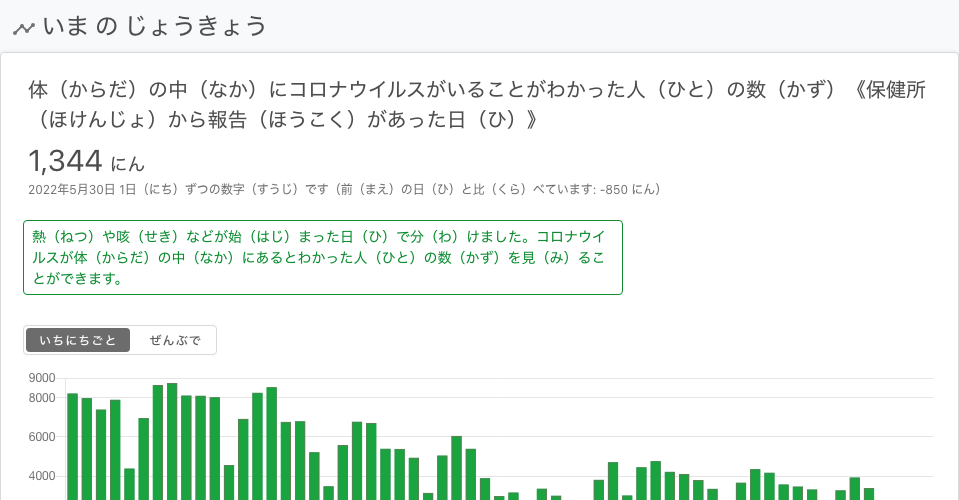 いま の じょうきょう
体（からだ）の中（なか）にコロナウイルスがいることがわかった人（ひと）の数（かず）《保健所
（ほけんじょ）から報告（ほうこく）があった日（ひ）》
1,344 にん
2022年5月30日 1日（にち）ずつの数字（すうじ）です（前（まえ）の日（ひ）と比（くら）べています: -850 にん）
熱（ねつ）や咳（せき）などが始（はじ）まった日（ひ）で分（わ）けました。コロナウイ
ルスが体（からだ）の中（なか）にあるとわかった人（ひと）の数（かず）を見（み）るこ
とができます。
いちにちごと ぜんぶで
9000
8000
6000
4000